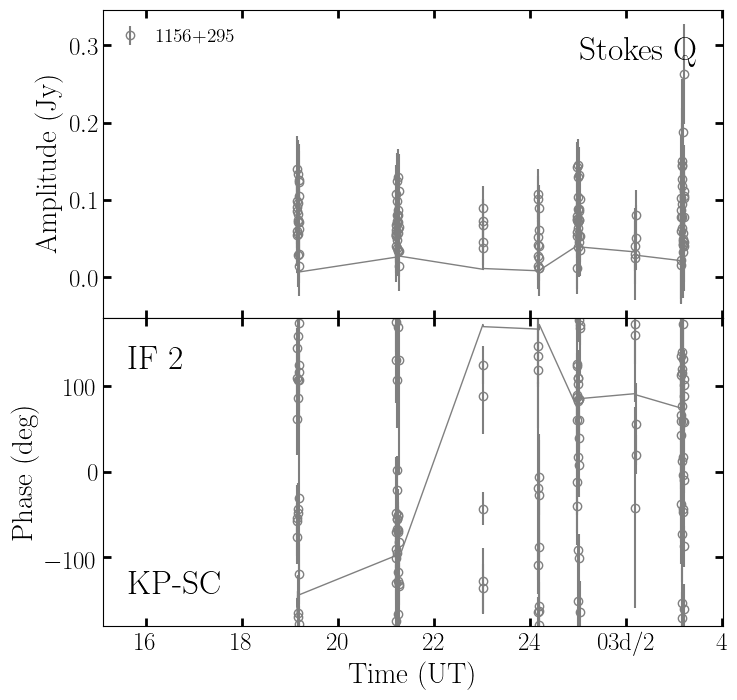 1156+295
Stokes Q
0.3
0.2
0.1
0.0
Amplitude (Jy)
IF 2
100
0
−100
Phase (deg)
KP-SC
16 18 20 22 24 03d/2 4
Time (UT)